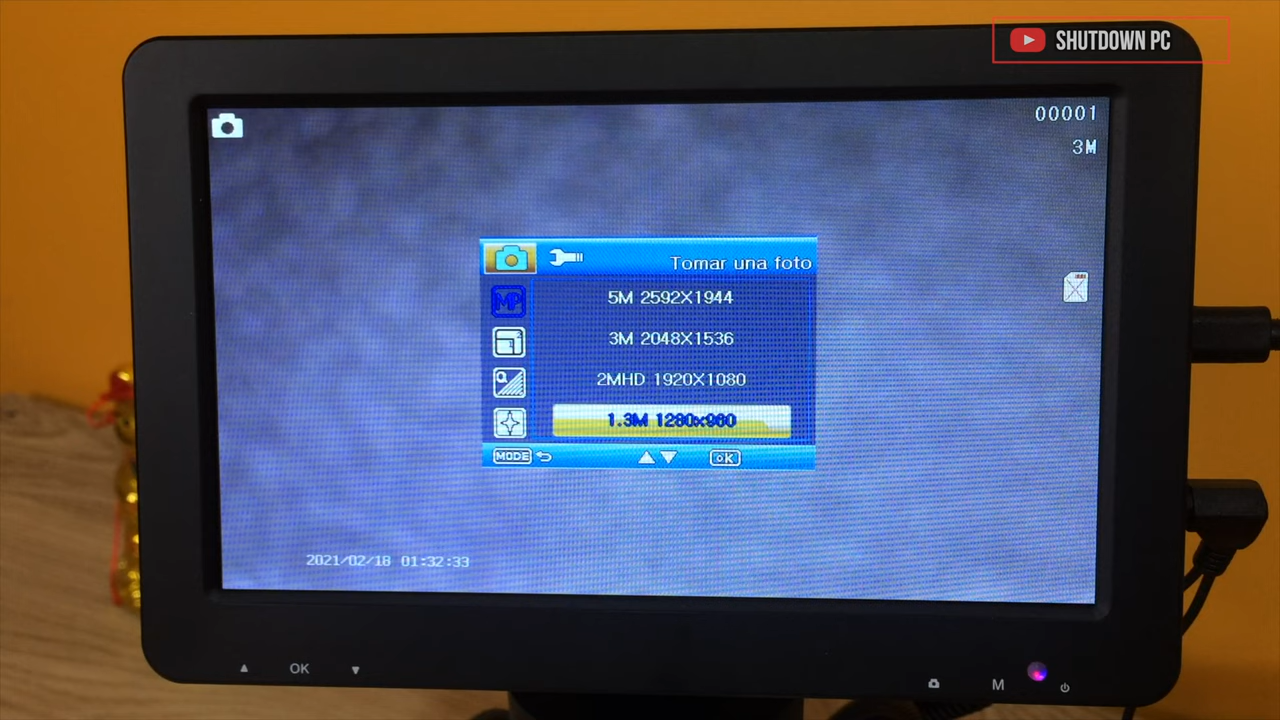 SHUTDOWN PC
00001
3M
Tomar una foto
MP
5M 2592X1944
3M 2048X1536
2MHD 1920X1080
1.3M 1280x960
MODE
OK
2021/02/18 01:32:33
OK
M